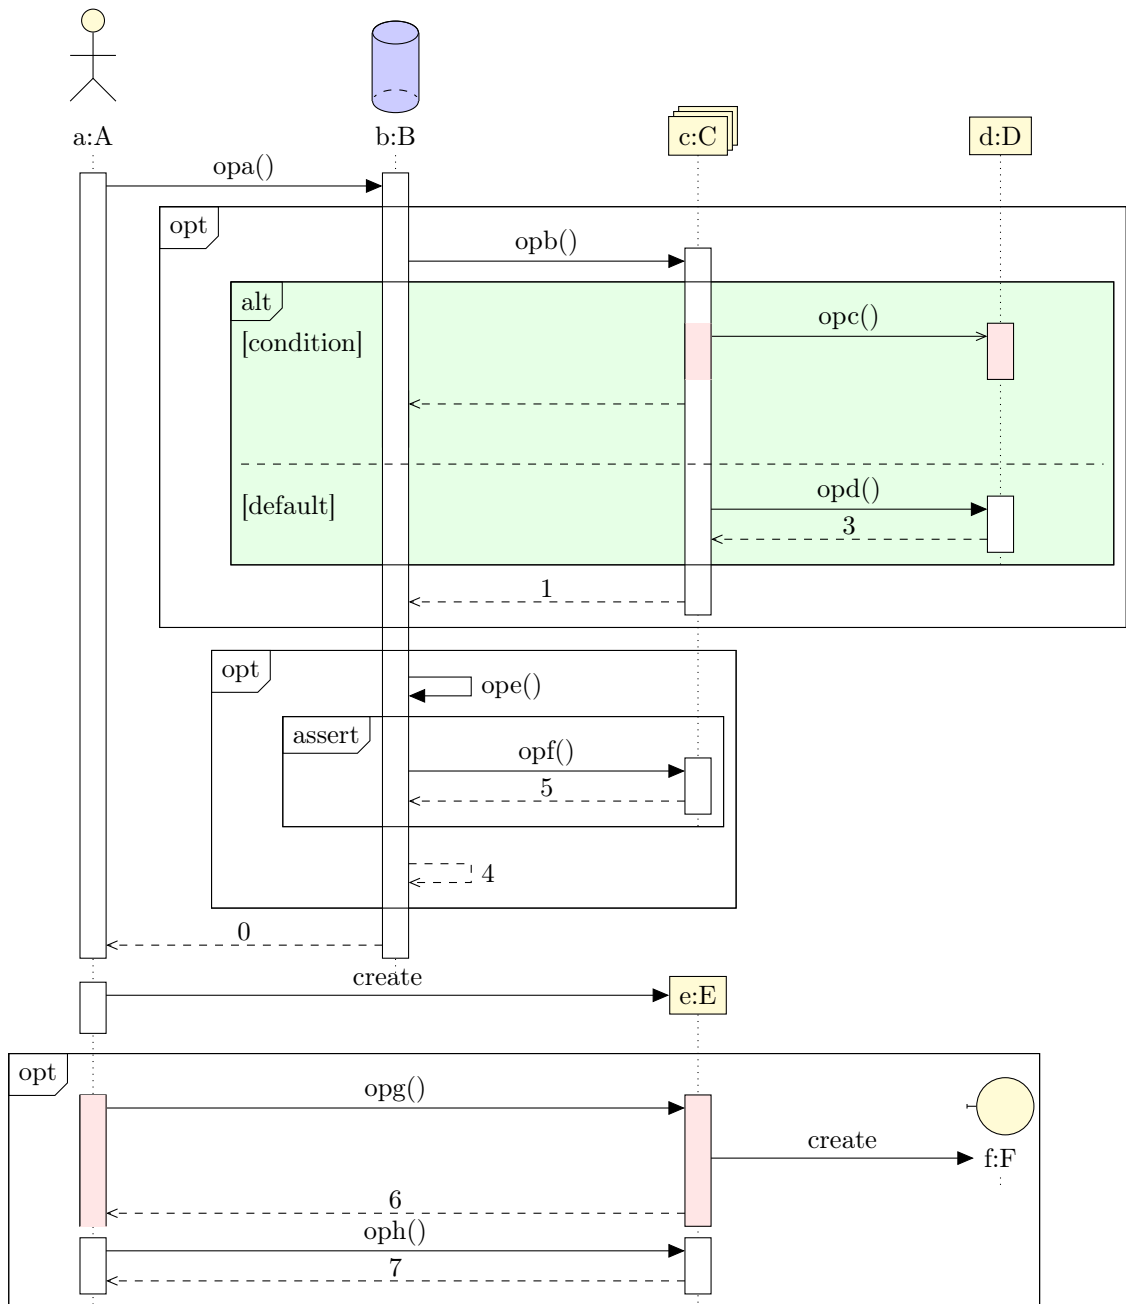 a:A
b:B
c:C
d:D
opa()
opt
opb()
alt
opc()
[condition]
opd()
[default]
3
1
opt
ope()
assert
opf()
5
4
0
create
e:E
opt
opg()
create
f:F
6
oph()
7